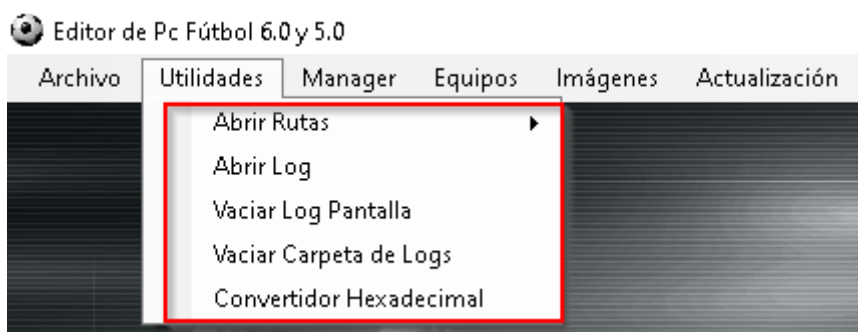 Editor de Pc Fútbol 6.0 y 5.0
Archivo Utilidades Manager Equipos Imágenes Actualización
Abrir Rutas
Abrir Log
Vaciar Log Pantalla
Vaciar Carpeta de Logs
Convertidor Hexadecimal